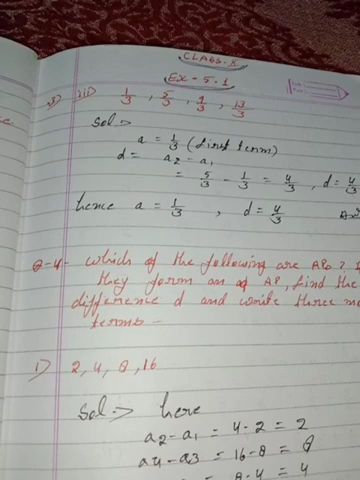 CLASS-X
Ex-5.1
3) iii) 1/3, 5/3, 9/3, 13/3
Sol →
a = 1/3 (first term)
d = a2 - a1
= 5/3 - 1/3 = 4/3, d = 4/3
hence a = 1/3, d = 4/3
Q-4- which of the following are APs?
they form an AP, find the
difference d and write three
terms -
i) 2, 4, 8, 16
Sol → here
a2-a1 = 4-2 = 2
a4-a3 = 16-8 = 8
= 8-4 = 4